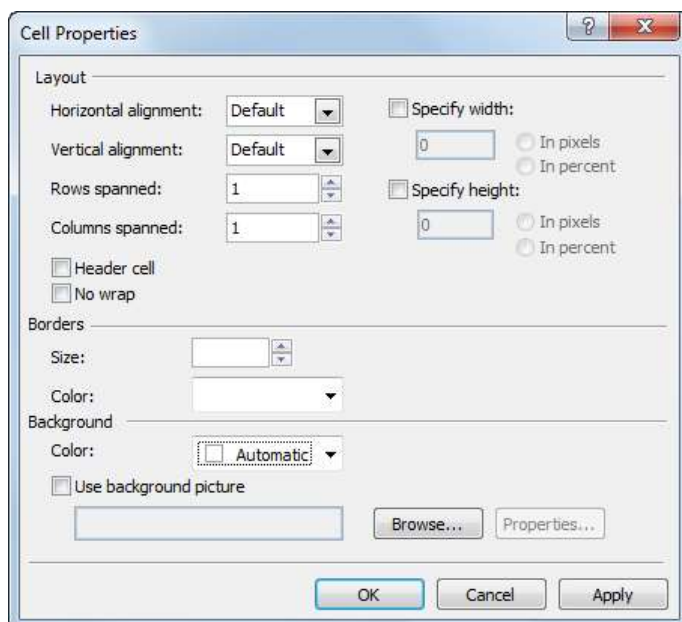 Cell Properties
?
Layout
Horizontal alignment: Default
Specify width:
0
In pixels
In percent
Vertical alignment: Default
Rows spanned: 1
Specify height:
0
In pixels
In percent
Columns spanned: 1
Header cell
No wrap
Borders
Size:
Color:
Background
Color: Automatic
Use background picture
Browse... Properties...
OK Cancel Apply